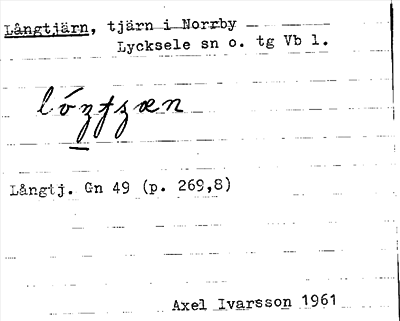 Långtjärn, tjärn i Norrby
Lycksele sn o. tg Vb l.
Långtj. Gn 49 (p. 269,8)
Axel Ivarsson 1961